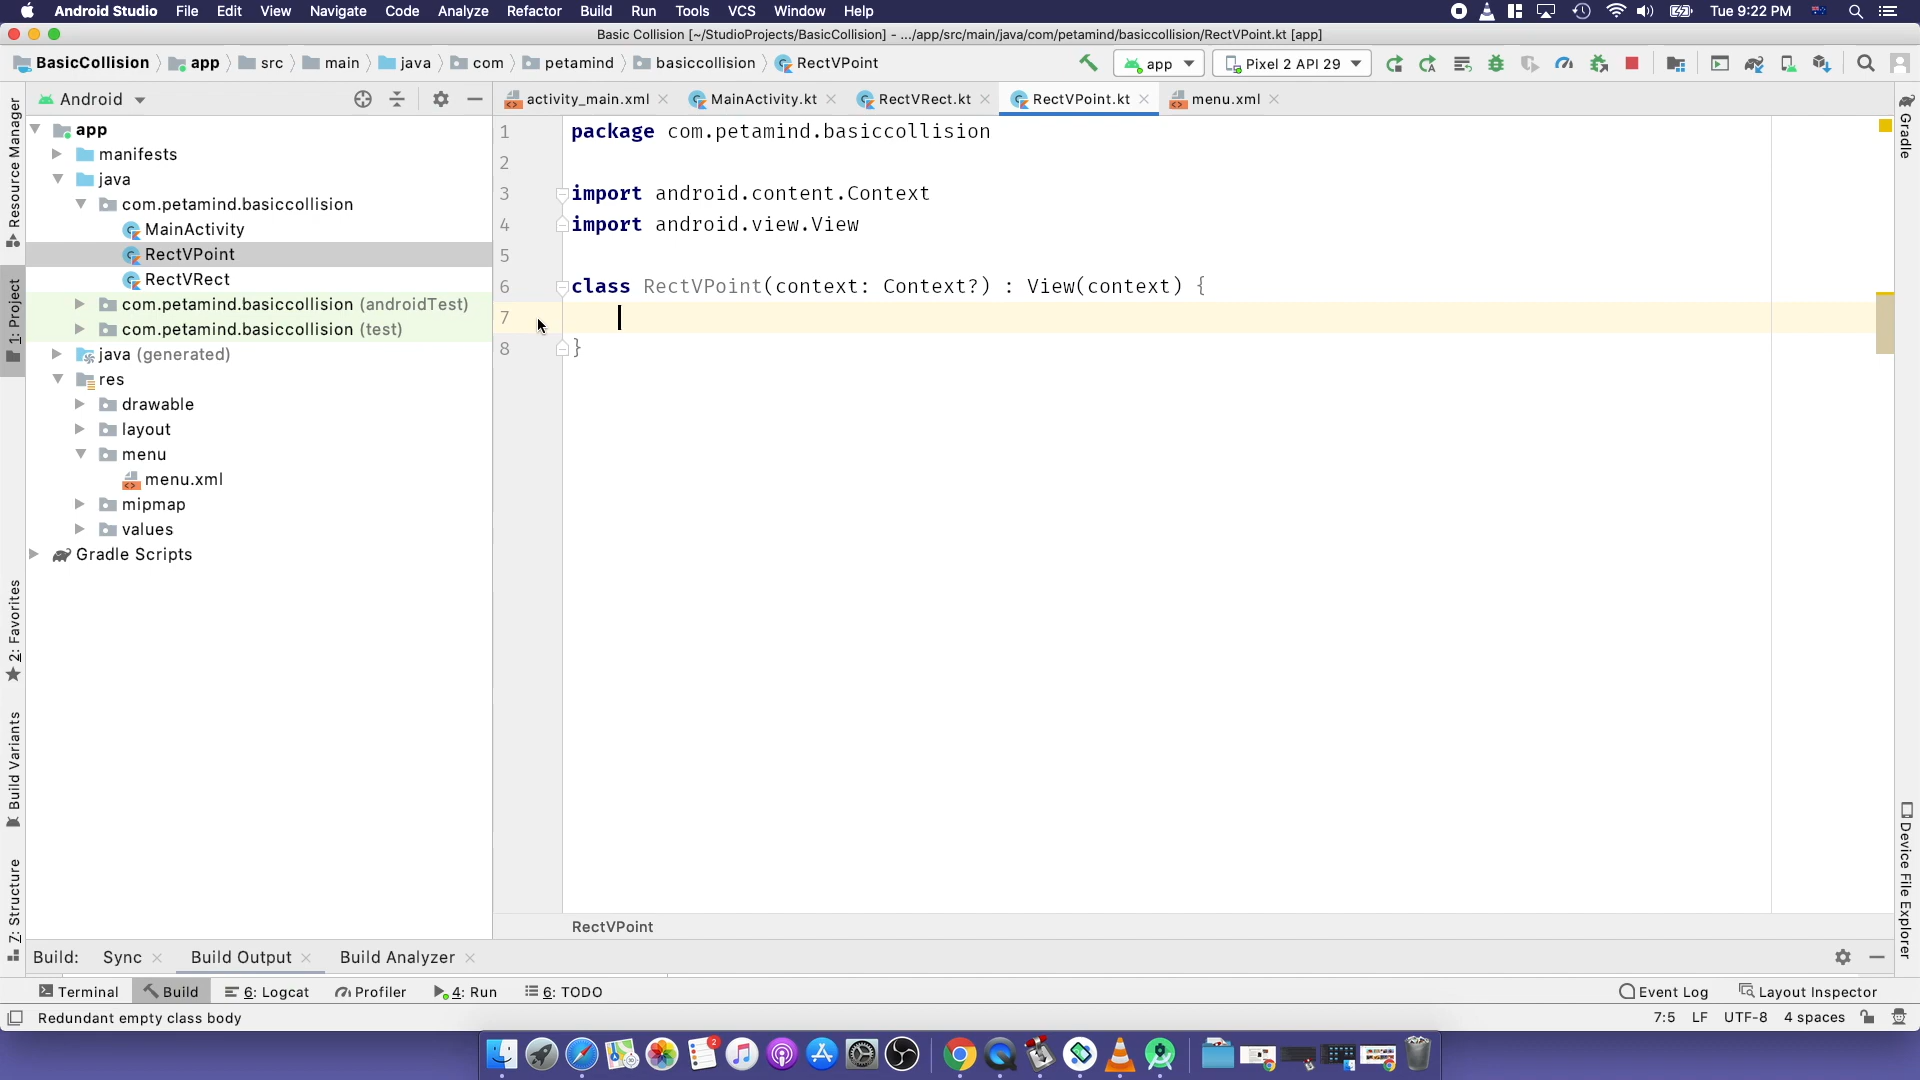 Android Studio File Edit View Navigate Code Analyze Refactor Build Run Tools VCS Window Help Tue 9:22 PM
Basic Collision [~/StudioProjects/BasicCollision] - .../app/src/main/java/com/petamind/basiccollision/RectVPoint.kt [app]
BasicCollision app src main java com petamind basiccollision RectVPoint app Pixel 2 API 29
Android
activity_main.xml MainActivity.kt RectVRect.kt RectVPoint.kt menu.xml
Resource Manager
1: Project
2: Favorites
Build Variants
Z: Structure
app
manifests
java
com.petamind.basiccollision
MainActivity
RectVPoint
RectVRect
com.petamind.basiccollision (androidTest)
com.petamind.basiccollision (test)
java (generated)
res
drawable
layout
menu
menu.xml
mipmap
values
Gradle Scripts
1 package com.petamind.basiccollision
2
3 import android.content.Context
4 import android.view.View
5
6 class RectVPoint(context: Context?) : View(context) {
7
8 }
RectVPoint
Gradle
Device File Explorer
Build: Sync Build Output Build Analyzer
Terminal Build 6: Logcat Profiler 4: Run 6: TODO Event Log Layout Inspector
Redundant empty class body 7:5 LF UTF-8 4 spaces
2